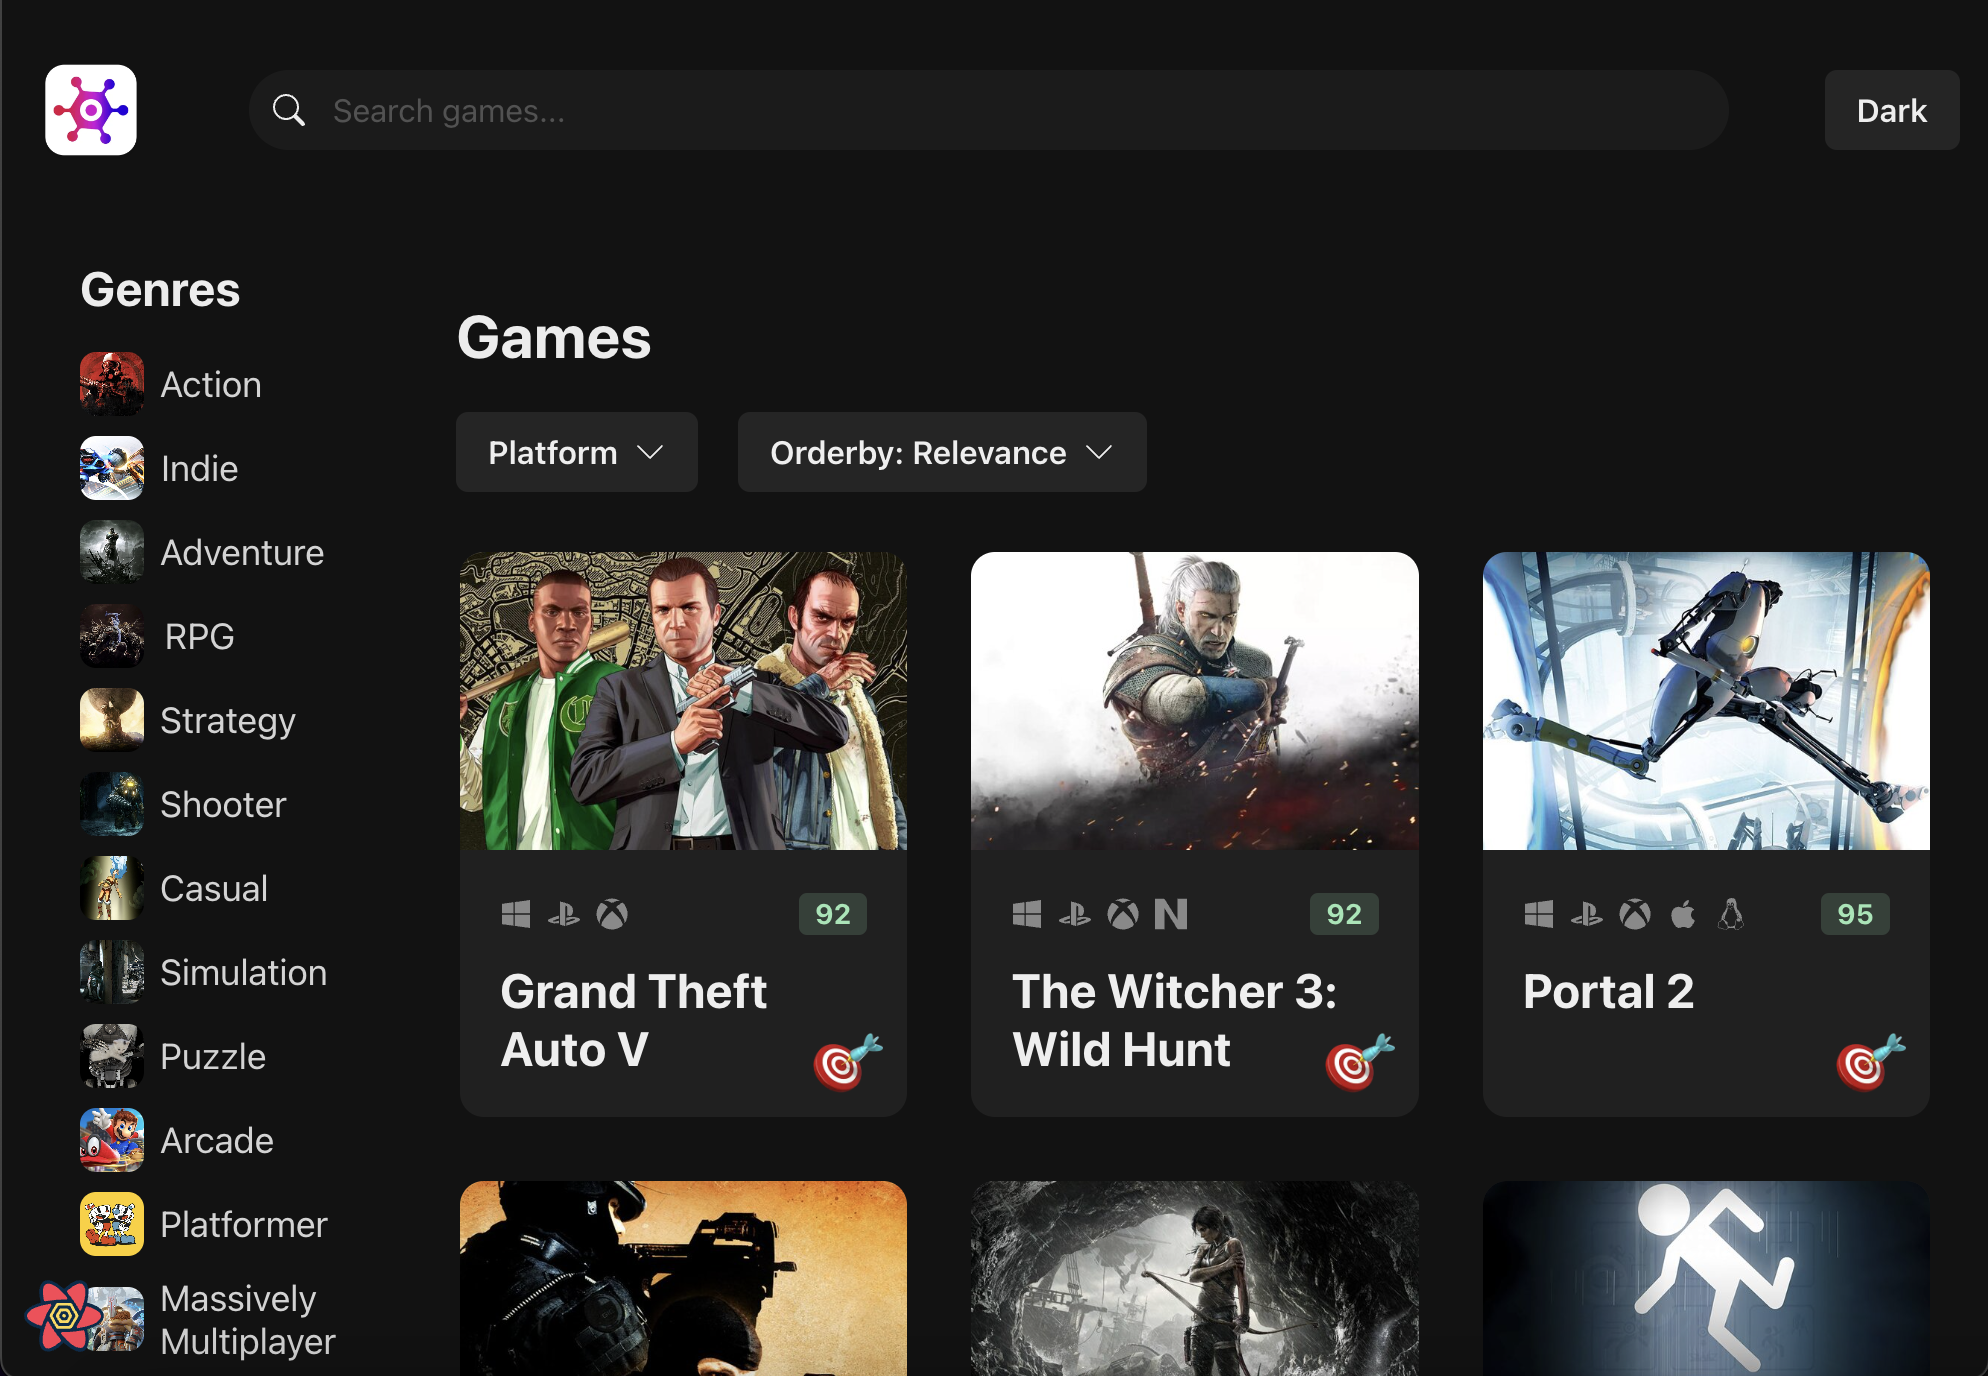 Search games...
Dark
Genres
Action
Indie
Adventure
RPG
Strategy
Shooter
Casual
Simulation
Puzzle
Arcade
Platformer
Massively
Multiplayer
Games
Platform
Orderby: Relevance
92
Grand Theft
Auto V
92
The Witcher 3:
Wild Hunt
95
Portal 2